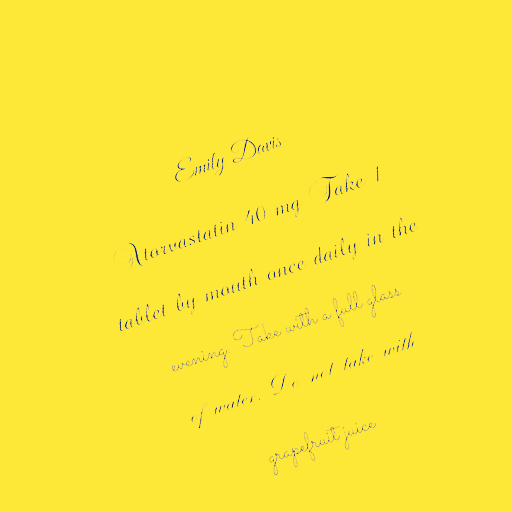 Emily Davis
Atorvastatin 40 mg Take 1
tablet by mouth once daily in the
evening. Take with a full glass
of water. Do not take with
grapefruit juice